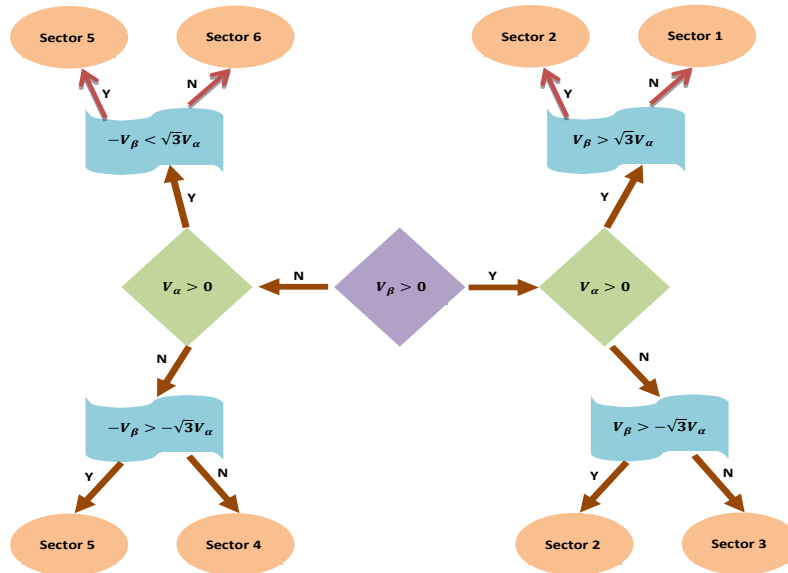 Sector 5
Sector 6
Sector 2
Sector 1
Y
N
Y
N
−V_β < √3V_α
V_β > √3V_α
Y
Y
V_α > 0
N
V_β > 0
Y
V_α > 0
N
N
−V_β > −√3V_α
V_β > −√3V_α
Y
N
Y
N
Sector 5
Sector 4
Sector 2
Sector 3